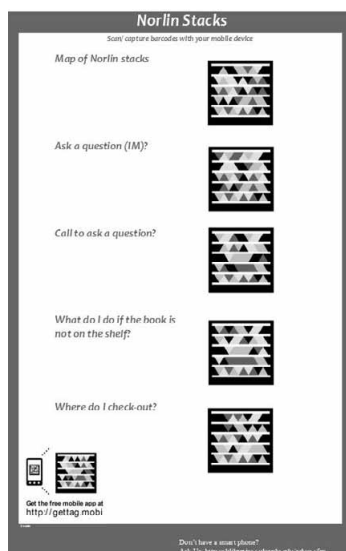 Norlin Stacks
Scan/ capture barcodes with your mobile device
Map of Norlin stacks
Ask a question (IM)?
Call to ask a question?
What do I do if the book is
not on the shelf?
Where do I check-out?
Get the free mobile app at
http://gettag.mobi
Don't have a smart phone?